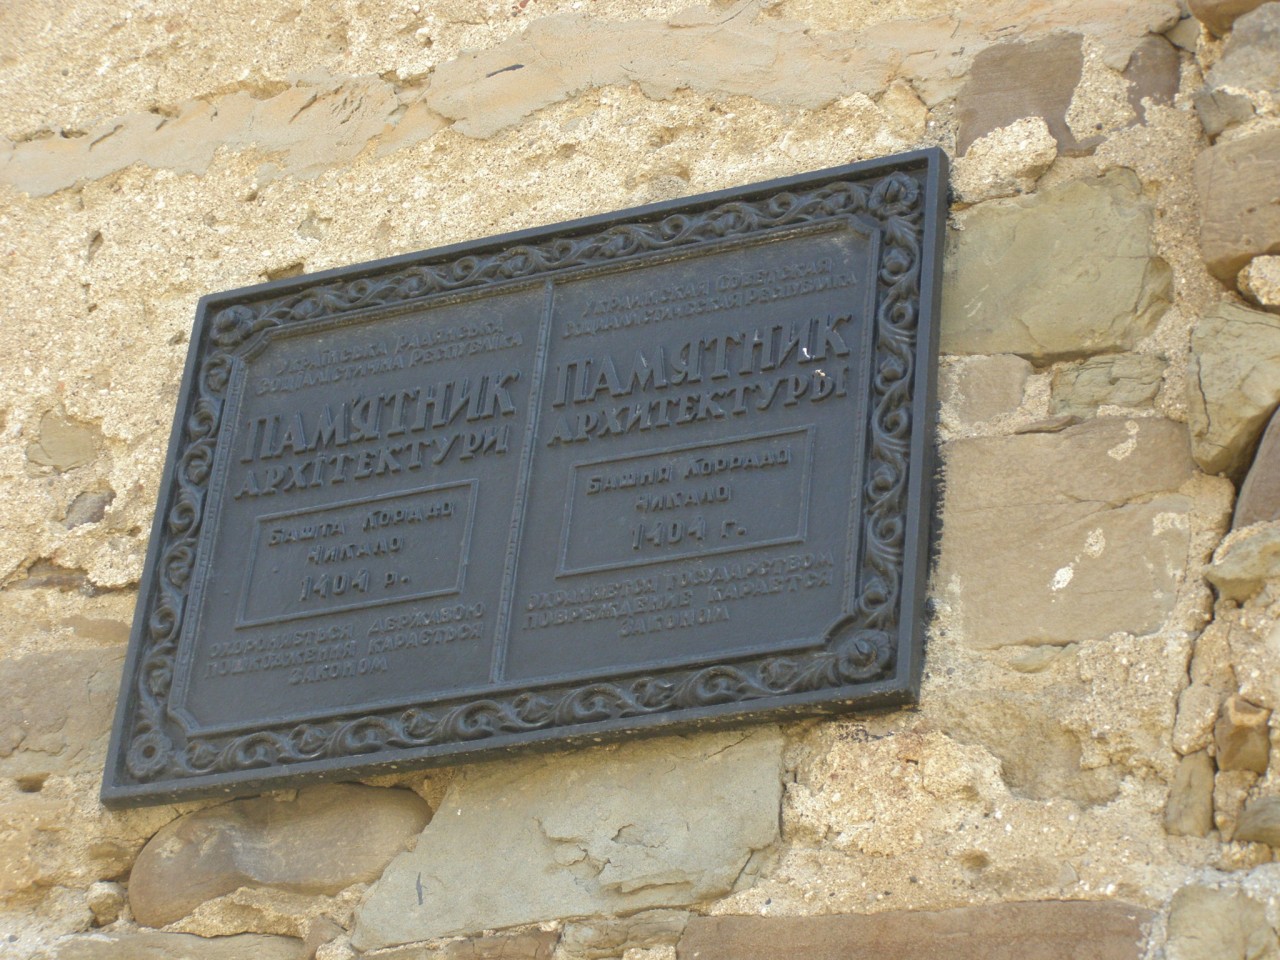 Українська Радянська
Соціалістична Республіка
Пам'ятник
архітектури
Башта Корадо
Чикало
1404 р.
Охороняється державою
пошкодження карається
законом
Украинская Советская
Социалистическая Республика
Памятник
архитектуры
Башня Коррадо
Чикало
1404 г.
Охраняется государством
повреждение карается
законом